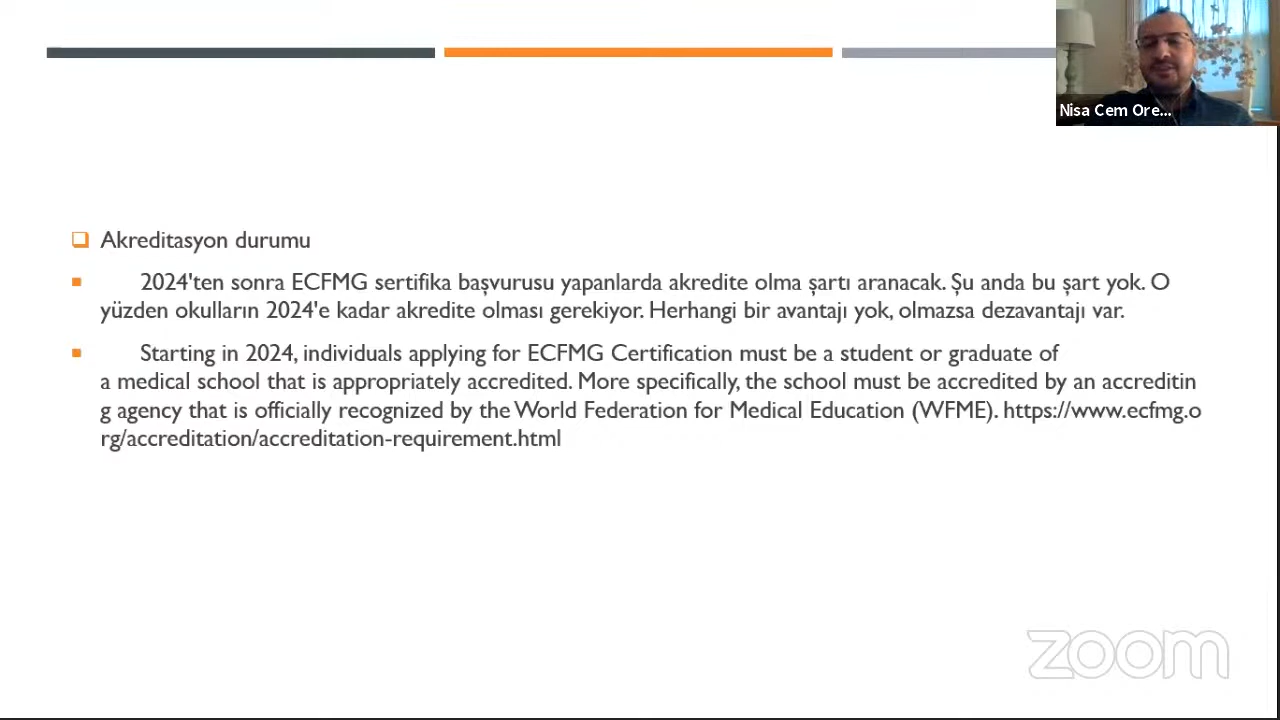 Nisa Cem Ore...
Akreditasyon durumu
2024'ten sonra ECFMG sertifika başvurusu yapanlarda akredite olma şartı aranacak. Şu anda bu şart yok. O
yüzden okulların 2024'e kadar akredite olması gerekiyor. Herhangi bir avantajı yok, olmazsa dezavantajı var.
Starting in 2024, individuals applying for ECFMG Certification must be a student or graduate of
a medical school that is appropriately accredited. More specifically, the school must be accredited by an accreditin
g agency that is officially recognized by the World Federation for Medical Education (WFME). https://www.ecfmg.o
rg/accreditation/accreditation-requirement.html
zoom